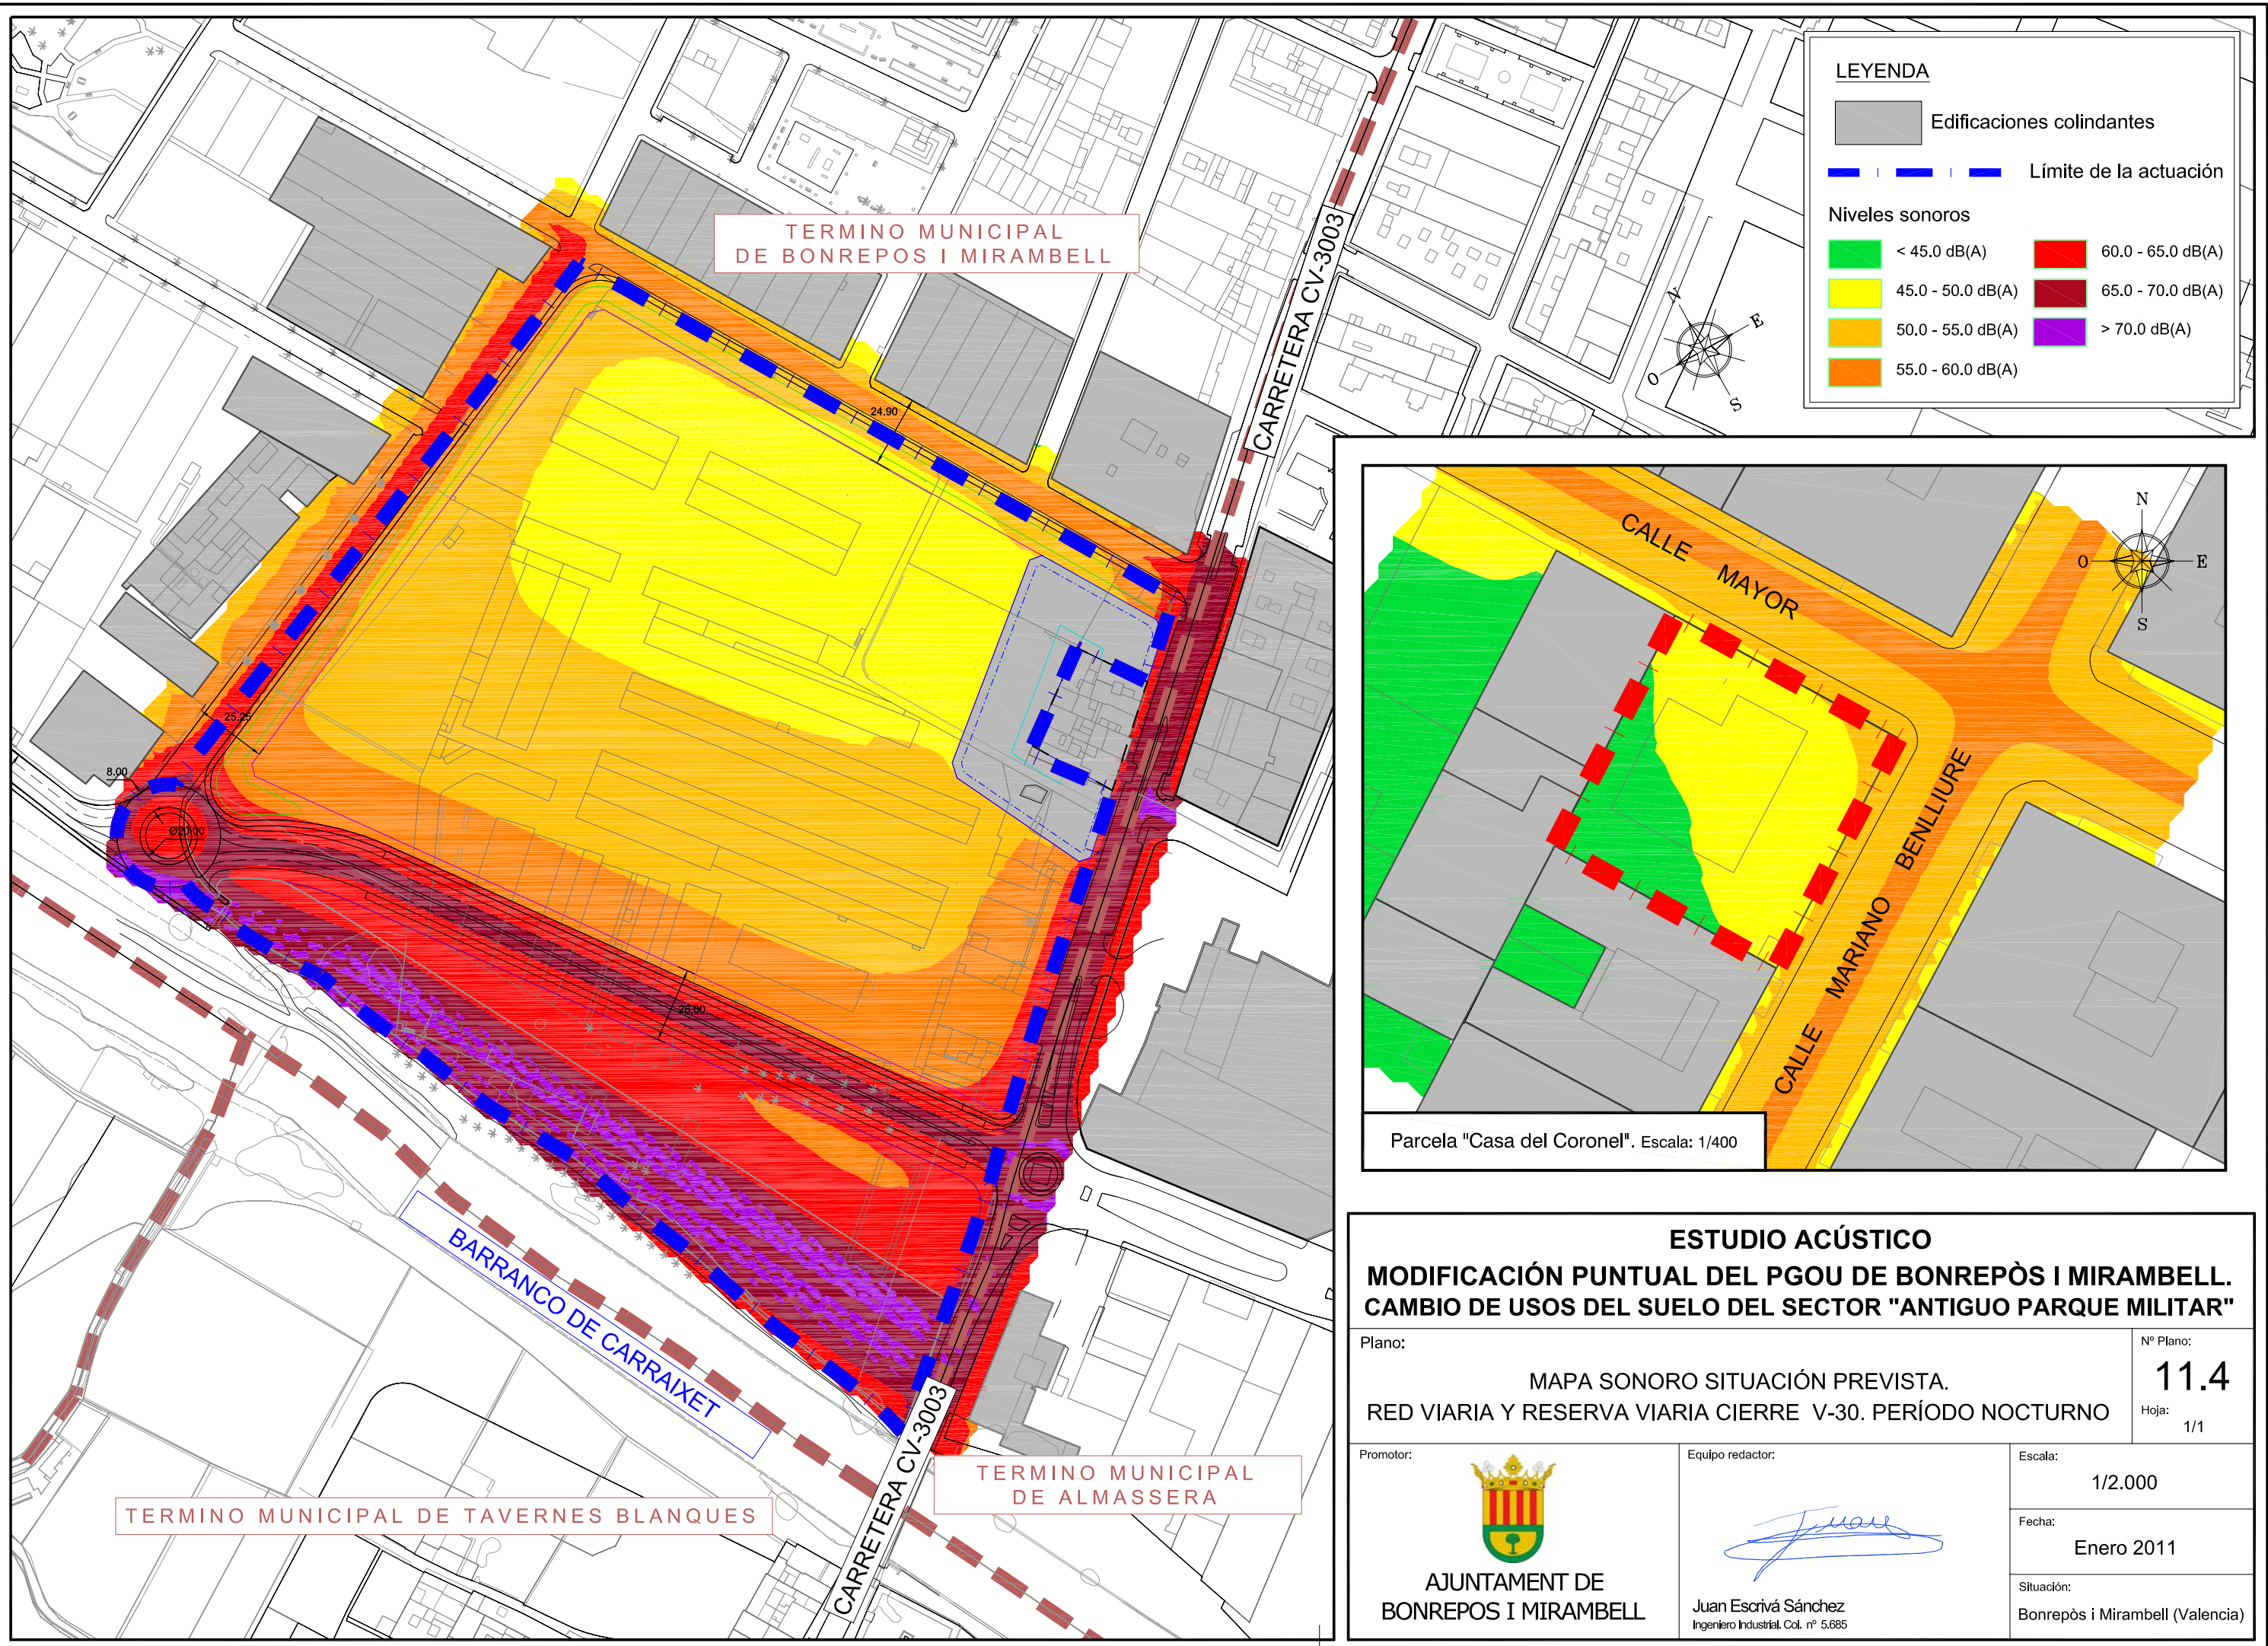 TERMINO MUNICIPAL
DE BONREPOS I MIRAMBELL
CARRETERA CV-3003
24.90
25.25
8.00
Ø20.00
26.00
BARRANCO DE CARRAIXET
TERMINO MUNICIPAL DE TAVERNES BLANQUES
CARRETERA CV-3003
TERMINO MUNICIPAL
DE ALMASSERA
N
E
O
S
LEYENDA
Edificaciones colindantes
Límite de la actuación
Niveles sonoros
< 45.0 dB(A)
45.0 - 50.0 dB(A)
50.0 - 55.0 dB(A)
55.0 - 60.0 dB(A)
60.0 - 65.0 dB(A)
65.0 - 70.0 dB(A)
> 70.0 dB(A)
CALLE MAYOR
CALLE MARIANO BENLLIURE
N
O
E
S
Parcela "Casa del Coronel". Escala: 1/400
ESTUDIO ACÚSTICO
MODIFICACIÓN PUNTUAL DEL PGOU DE BONREPÒS I MIRAMBELL.
CAMBIO DE USOS DEL SUELO DEL SECTOR "ANTIGUO PARQUE MILITAR"
Plano:
MAPA SONORO SITUACIÓN PREVISTA.
RED VIARIA Y RESERVA VIARIA CIERRE V-30. PERÍODO NOCTURNO
Nº Plano:
11.4
Hoja:
1/1
Promotor:
AJUNTAMENT DE
BONREPOS I MIRAMBELL
Equipo redactor:
Juan Escrivá Sánchez
Ingeniero Industrial. Col. nº 5.685
Escala:
1/2.000
Fecha:
Enero 2011
Situación:
Bonrepòs i Mirambell (Valencia)